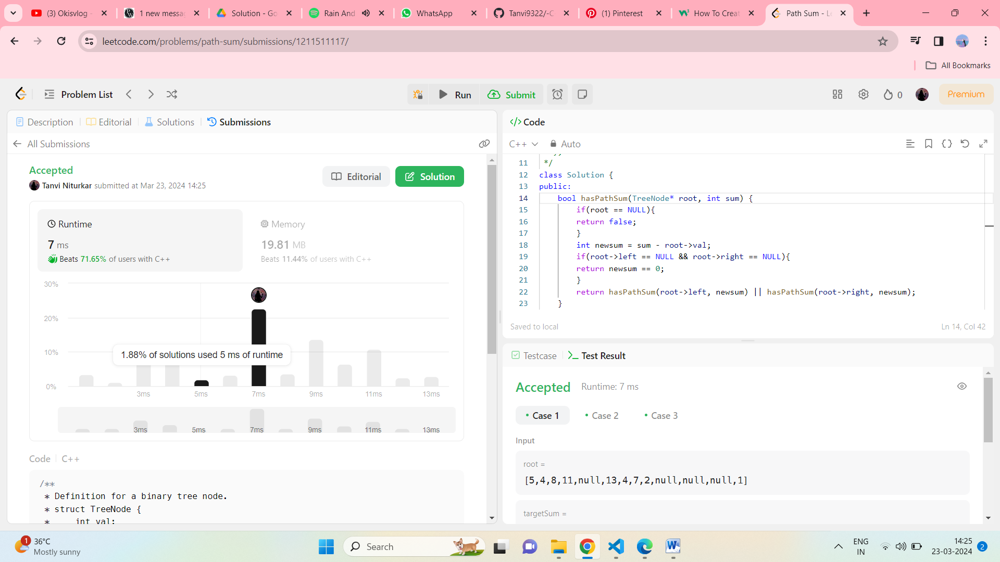 (3) Okisvlog -
1 new messa
Solution - Go
Rain And
WhatsApp
Tanvi9322/-C
(1) Pinterest
How To Creat
Path Sum - Le
leetcode.com/problems/path-sum/submissions/1211511117/
All Bookmarks
Problem List
Run
Submit
0
Premium
Description
Editorial
Solutions
Submissions
All Submissions
Accepted
Tanvi Niturkar submitted at Mar 23, 2024 14:25
Editorial
Solution
Runtime
7 ms
Beats 71.65% of users with C++
Memory
19.81 MB
Beats 11.44% of users with C++
30%
20%
10%
0%
1.88% of solutions used 5 ms of runtime
3ms 5ms 7ms 9ms 11ms 13ms
3ms 5ms 7ms 9ms 11ms 13ms
Code C++
/**
* Definition for a binary tree node.
* struct TreeNode {
* int val;
</> Code
C++ Auto
11 */
12 class Solution {
13 public:
14 bool hasPathSum(TreeNode* root, int sum) {
15 if(root == NULL){
16 return false;
17 }
18 int newsum = sum - root->val;
19 if(root->left == NULL && root->right == NULL){
20 return newsum == 0;
21 }
22 return hasPathSum(root->left, newsum) || hasPathSum(root->right, newsum);
23 }
Saved to local
Ln 14, Col 42
Testcase
Test Result
Accepted Runtime: 7 ms
Case 1
Case 2
Case 3
Input
root =
[5,4,8,11,null,13,4,7,2,null,null,null,1]
targetSum =
1
36°C
Mostly sunny
Search
ENG
IN
14:25
23-03-2024
2